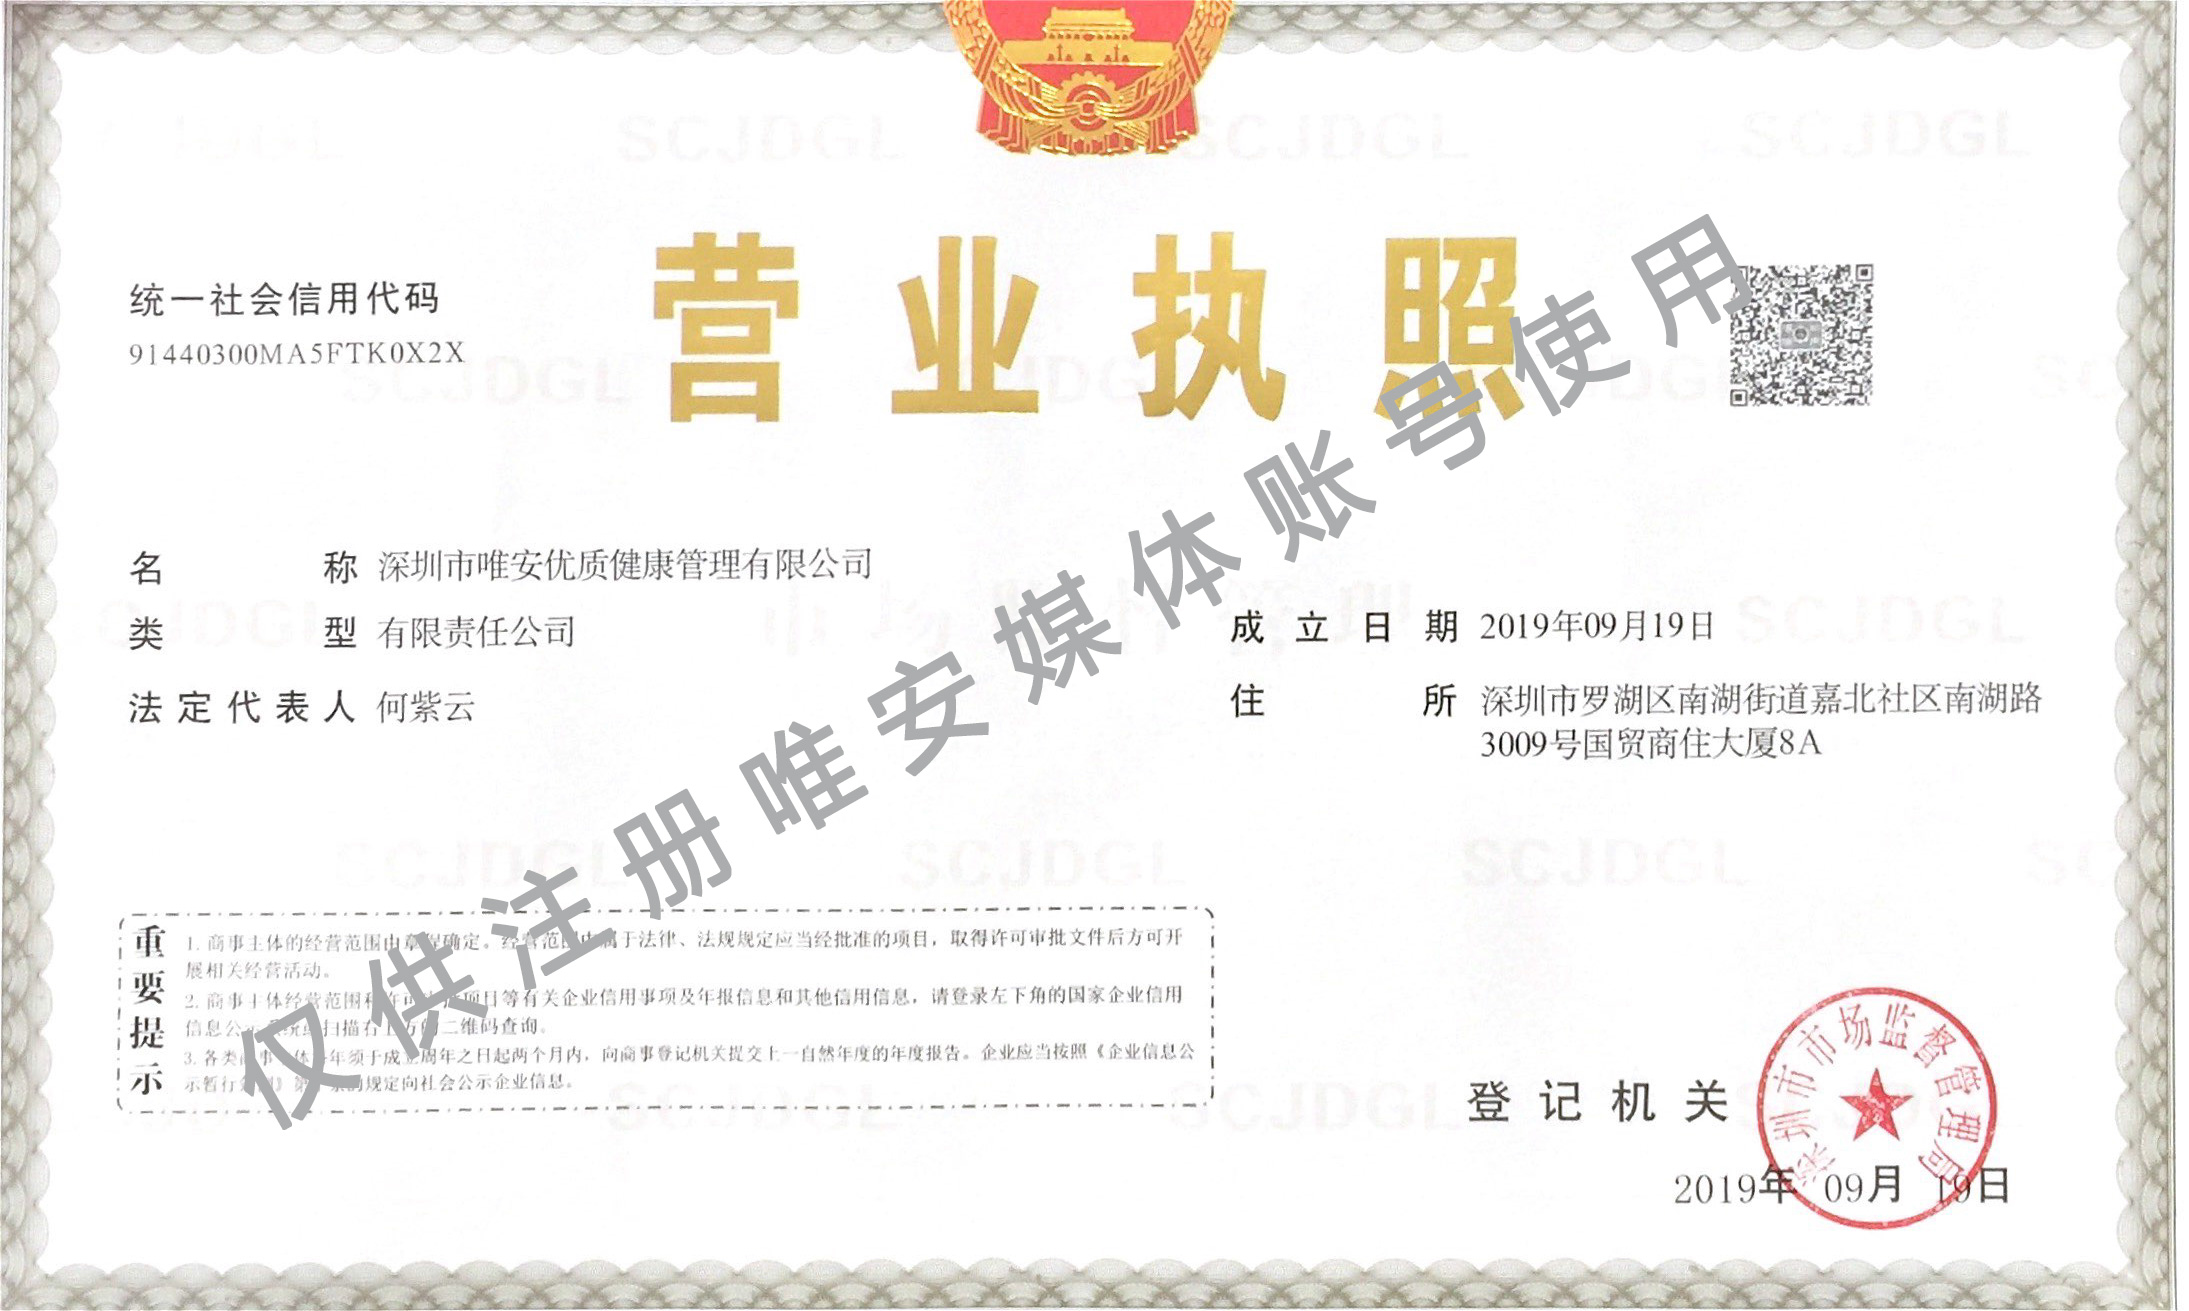 营业执照
统一社会信用代码
91440300MA5FTK0X2X
名称 深圳市唯安优质健康管理有限公司
类型 有限责任公司
法定代表人 何紫云
成立日期 2019年09月19日
住所 深圳市罗湖区南湖街道嘉北社区南湖路
3009号国贸商住大厦8A
仅供注册唯安媒体账号使用
重要提示
1. 商事主体的经营范围由章程确定。经营范围中属于法律、法规规定应当经批准的项目，取得许可审批文件后方可开
展相关经营活动。
2. 商事主体经营范围和许可审批项目等有关企业信用事项及年报信息和其他信用信息，请登录左下角的国家企业信用
信息公示系统或扫描右上方的二维码查询。
3. 各类商事主体每年须于成立周年之日起两个月内，向商事登记机关提交上一自然年度的年度报告。企业应当按照《企业信息公
示暂行条例》第十条的规定向社会公示企业信息。
登记机关
深圳市市场监督管理局
2019年09月19日
SCJDGL